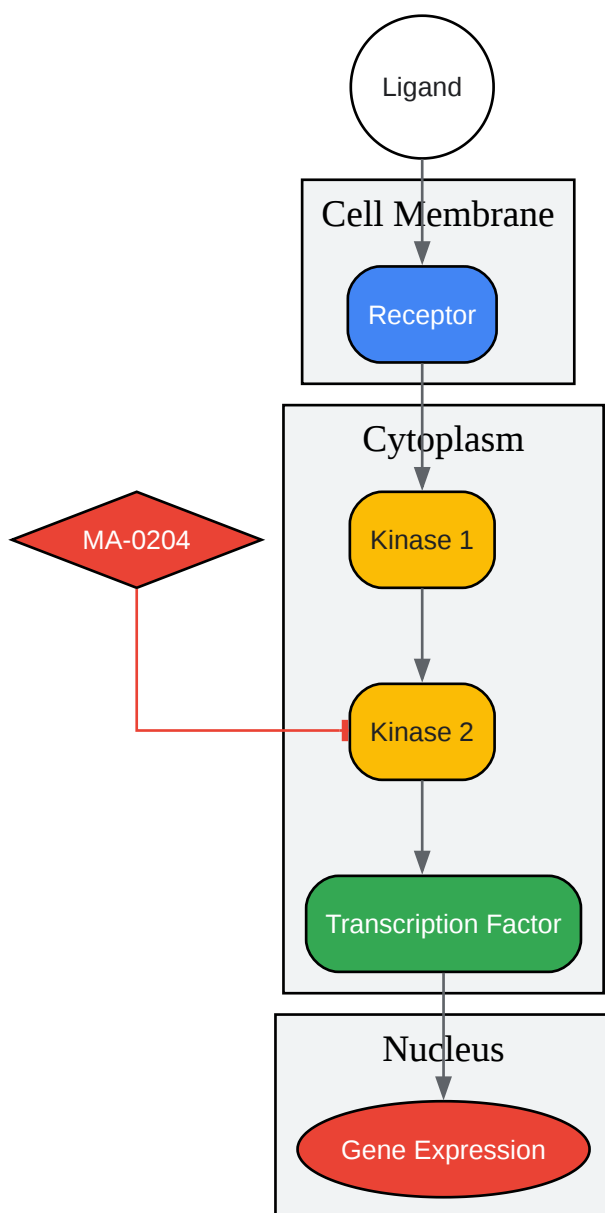 Ligand
Cell Membrane
Receptor
Cytoplasm
MA-0204
Kinase 1
Kinase 2
Transcription Factor
Nucleus
Gene Expression